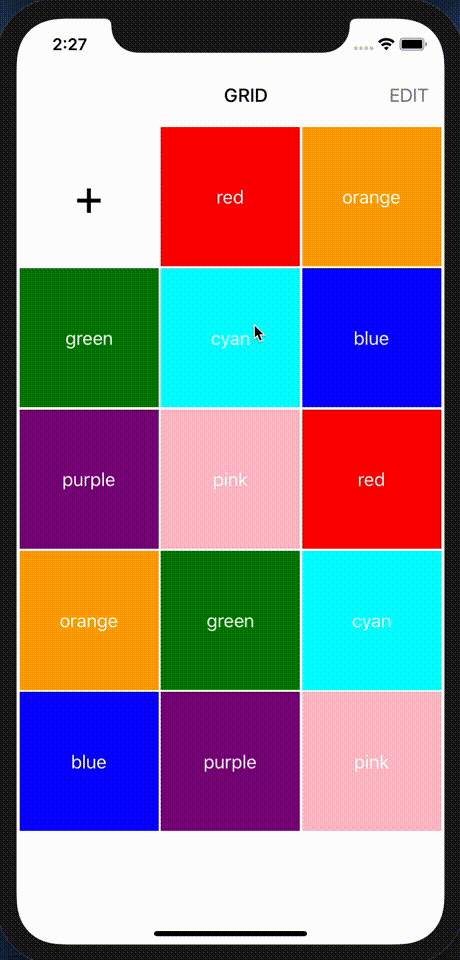 2:27
GRID EDIT
+ red orange
green cyan blue
purple pink red
orange green cyan
blue purple pink